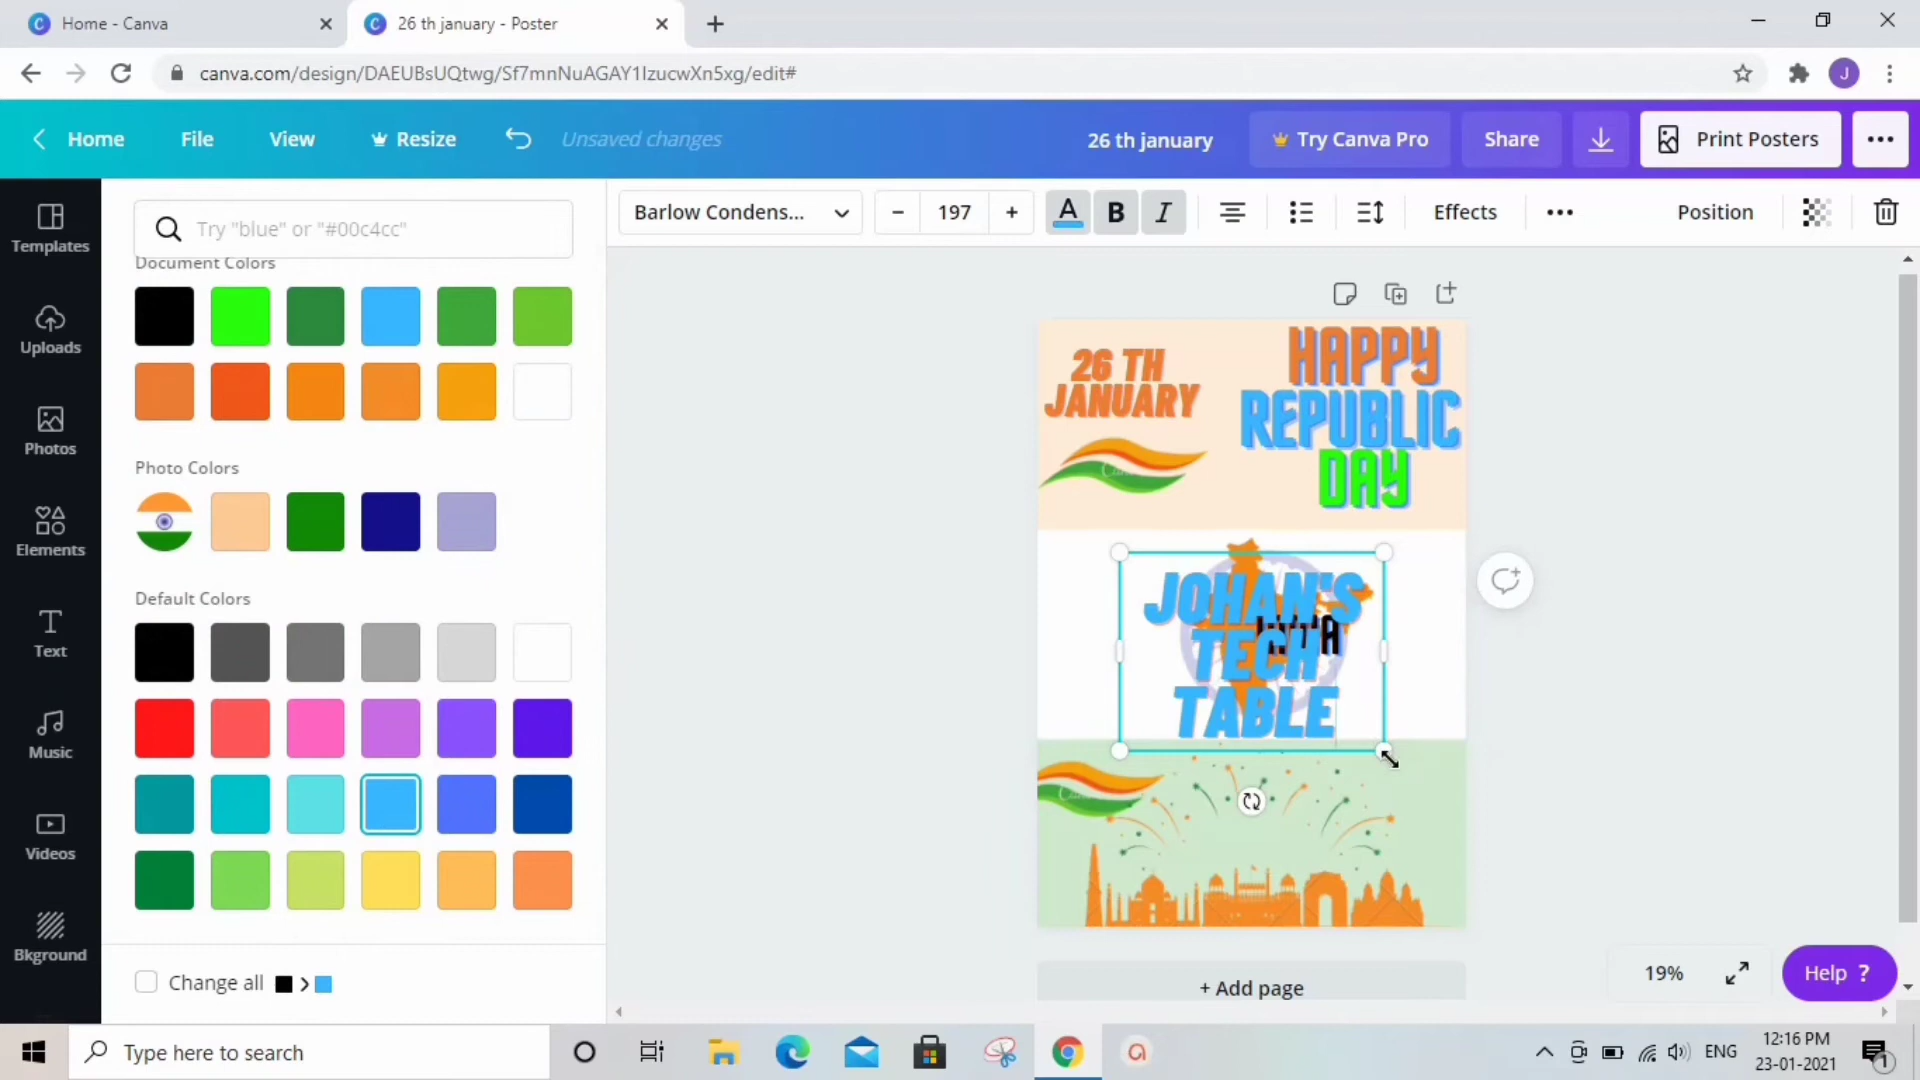 Home - Canva
26 th january - Poster
canva.com/design/DAEUBsUQtwg/Sf7mnNuAGAY1IzucwXn5xg/edit#
J
Home
File
View
Resize
Unsaved changes
26 th january
Try Canva Pro
Share
Print Posters
Templates
Uploads
Photos
Elements
Text
Music
Videos
Bkground
Try "blue" or "#00c4cc"
Document Colors
Photo Colors
Default Colors
Change all
Barlow Condens...
197
A
B
I
Effects
Position
26 TH
JANUARY
HAPPY
REPUBLIC
DAY
JOHAN'S
TECH
TABLE
+ Add page
19%
Help ?
Type here to search
ENG
12:16 PM
23-01-2021
1